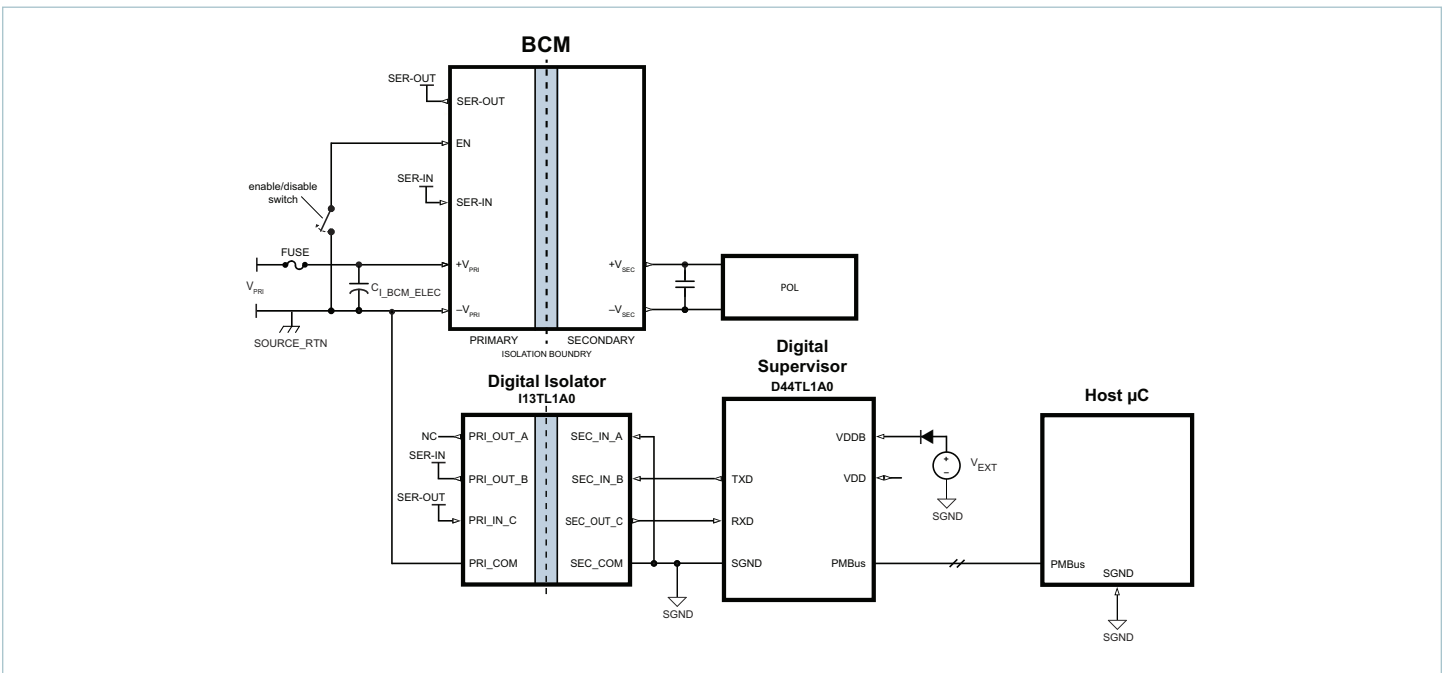 BCM
SER-OUT
SER-OUT
EN
SER-IN
SER-IN
enable/disable
switch
FUSE
+VPRI
+VSEC
VPRI
CI_BCM_ELEC
POL
–VPRI
–VSEC
SOURCE_RTN
PRIMARY
SECONDARY
ISOLATION BOUNDRY
Digital Isolator
I13TL1A0
NC
PRI_OUT_A
SEC_IN_A
SER-IN
PRI_OUT_B
SEC_IN_B
SER-OUT
PRI_IN_C
SEC_OUT_C
PRI_COM
SEC_COM
SGND
Digital
Supervisor
D44TL1A0
VDDB
TXD
VDD
RXD
SGND
PMBus
+
–
VEXT
SGND
Host µC
PMBus
SGND
SGND